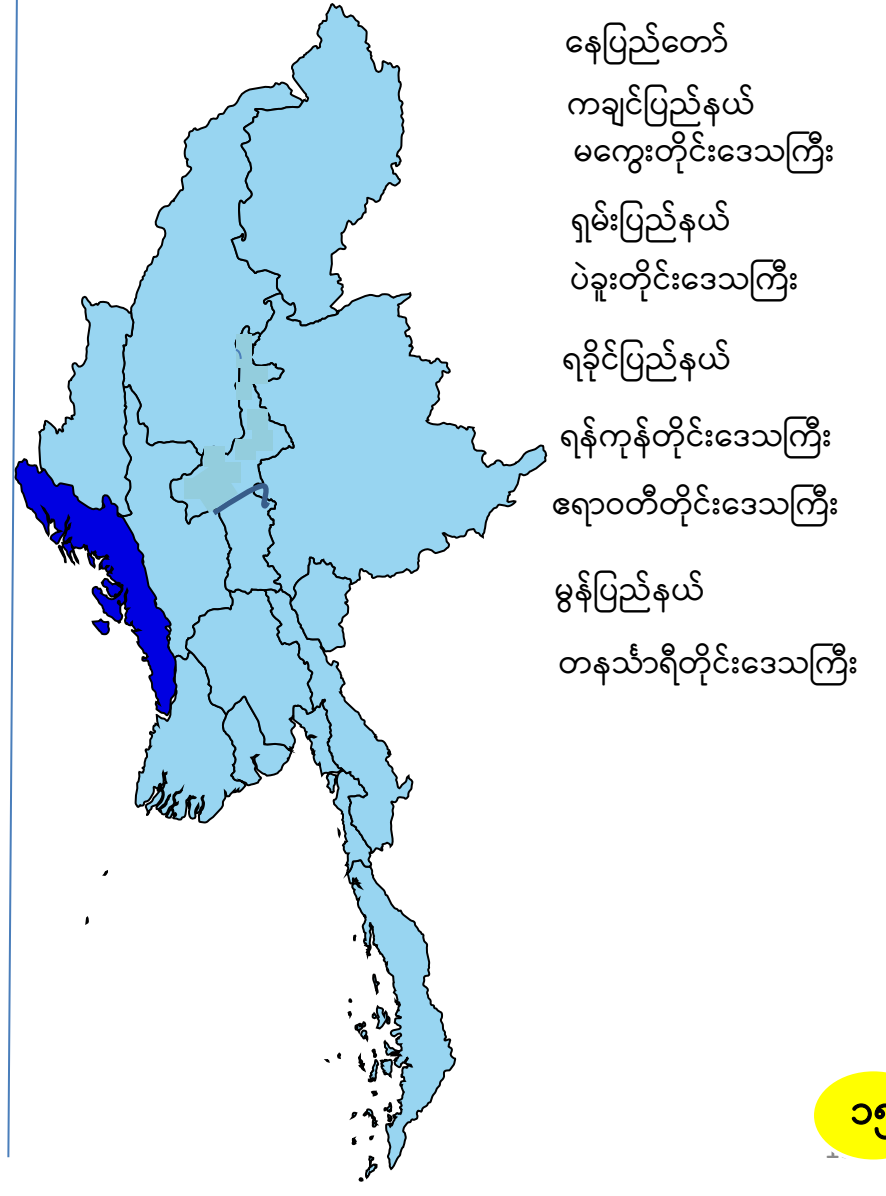 နေပြည်တော်
ကချင်ပြည်နယ်
မကွေးတိုင်းဒေသကြီး
ရှမ်းပြည်နယ်
ပဲခူးတိုင်းဒေသကြီး
ရခိုင်ပြည်နယ်
ရန်ကုန်တိုင်းဒေသကြီး
ဧရာဝတီတိုင်းဒေသကြီး
မွန်ပြည်နယ်
တနင်္သာရီတိုင်းဒေသကြီး